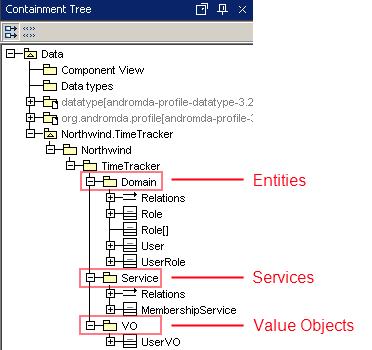 Containment Tree
Data
Component View
Data types
datatype[andromda-profile-datatype-3.2
org.andromda.profile[andromda-profile-3
Northwind.TimeTracker
Northwind
TimeTracker
Domain
Entities
Relations
Role
Role[]
User
UserRole
Service
Services
Relations
MembershipService
VO
Value Objects
UserVO